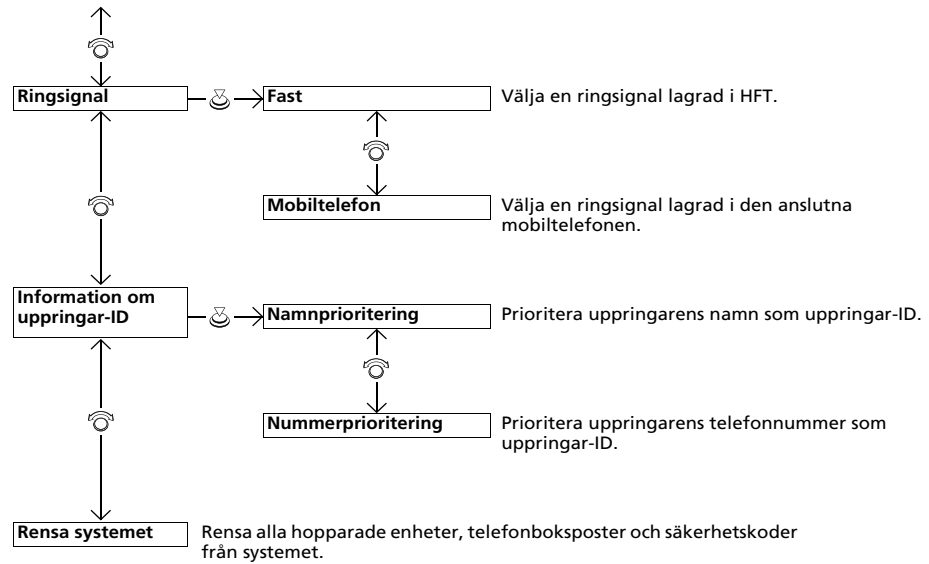 Ringsignal
Fast
Välja en ringsignal lagrad i HFT.
Mobiltelefon
Välja en ringsignal lagrad i den anslutna
mobiltelefonen.
Information om
uppringar-ID
Namnprioritering
Prioritera uppringarens namn som uppringar-ID.
Nummerprioritering
Prioritera uppringarens telefonnummer som
uppringar-ID.
Rensa systemet
Rensa alla hopparade enheter, telefonboksposter och säkerhetskoder
från systemet.